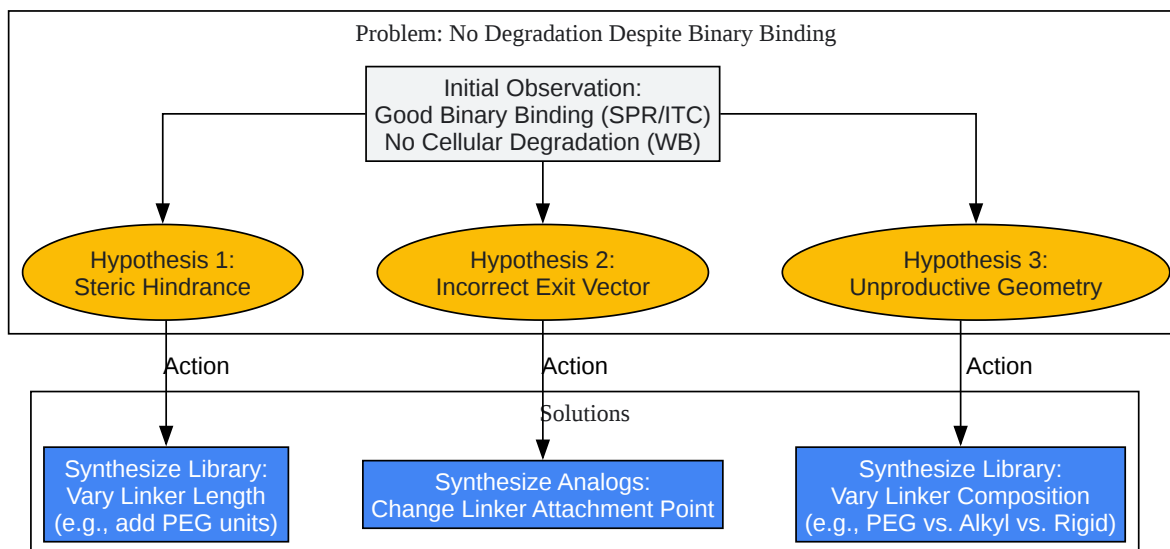 Problem: No Degradation Despite Binary Binding
Initial Observation:
Good Binary Binding (SPR/ITC)
No Cellular Degradation (WB)
Hypothesis 1:
Steric Hindrance
Hypothesis 2:
Incorrect Exit Vector
Hypothesis 3:
Unproductive Geometry
Action
Action
Action
Solutions
Synthesize Library:
Vary Linker Length
(e.g., add PEG units)
Synthesize Analogs:
Change Linker Attachment Point
Synthesize Library:
Vary Linker Composition
(e.g., PEG vs. Alkyl vs. Rigid)